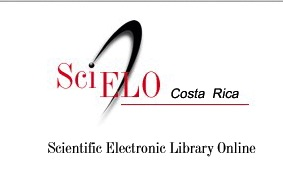 SciELO Costa Rica
Scientific Electronic Library Online